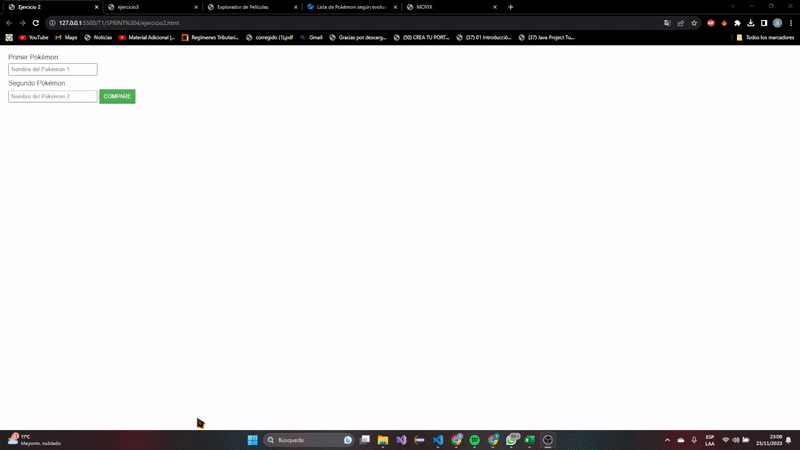 Ejercicio 2
ejercicio3
Explorador de Películas
Lista de Pokémon según evoluc
MOVIX
127.0.0.1:5500/T1/SPRINT%204/ejercicio2.html
YouTube
Maps
Noticias
Material Adicional (...
Regímenes Tributari...
corregido (1).pdf
Gmail
Gracias por descarg...
(50) CREA TU PORT...
(37) 01 Introducció...
(37) Java Project Tu...
Todos los marcadores
Primer Pokémon:
Nombre del Pokémon 1
Segundo Pokémon:
Nombre del Pokémon 2
COMPARE
11°C
Mayorm. nublado
Búsqueda
ESP
LAA
23:09
23/11/2023